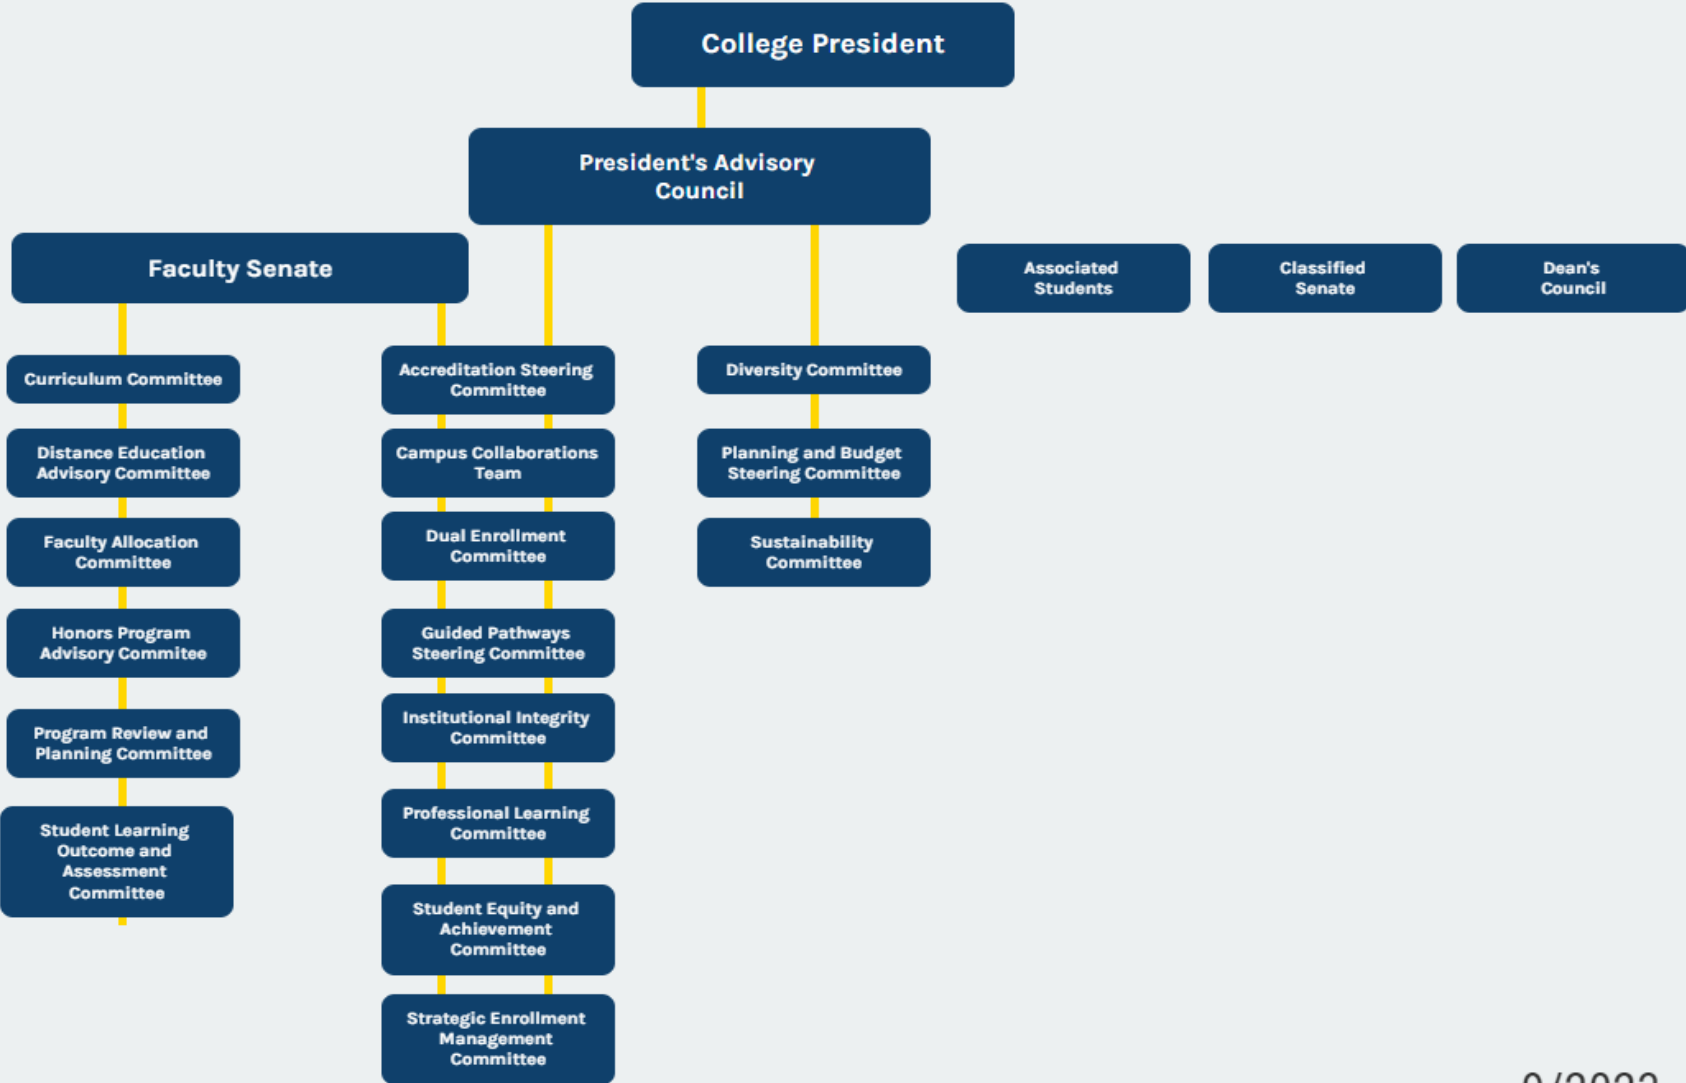 College President
President's Advisory
Council
Faculty Senate
Associated
Students
Classified
Senate
Dean's
Council
Curriculum Committee
Distance Education
Advisory Committee
Faculty Allocation
Committee
Honors Program
Advisory Commitee
Program Review and
Planning Committee
Student Learning
Outcome and
Assessment
Committee
Accreditation Steering
Committee
Campus Collaborations
Team
Dual Enrollment
Committee
Guided Pathways
Steering Committee
Institutional Integrity
Committee
Professional Learning
Committee
Student Equity and
Achievement
Committee
Strategic Enrollment
Management
Committee
Diversity Committee
Planning and Budget
Steering Committee
Sustainability
Committee